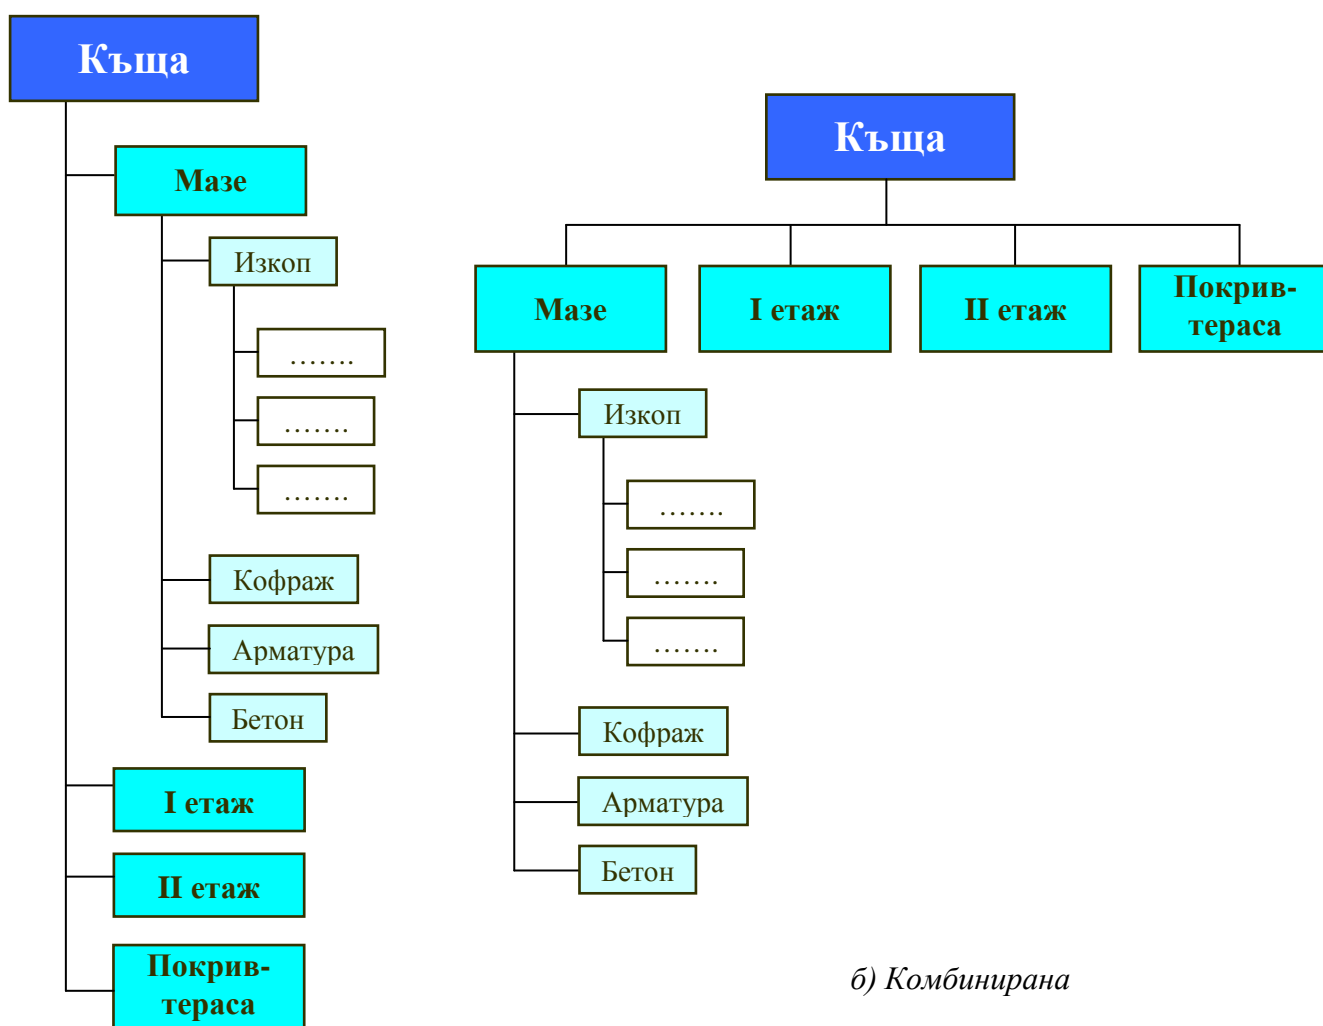 Къща
Мазе
Изкоп
.......
.......
.......
Кофраж
Арматура
Бетон
I етаж
II етаж
Покрив-
тераса
Къща
Мазе
I етаж
II етаж
Покрив-
тераса
Изкоп
.......
.......
.......
Кофраж
Арматура
Бетон
б) Комбинирана